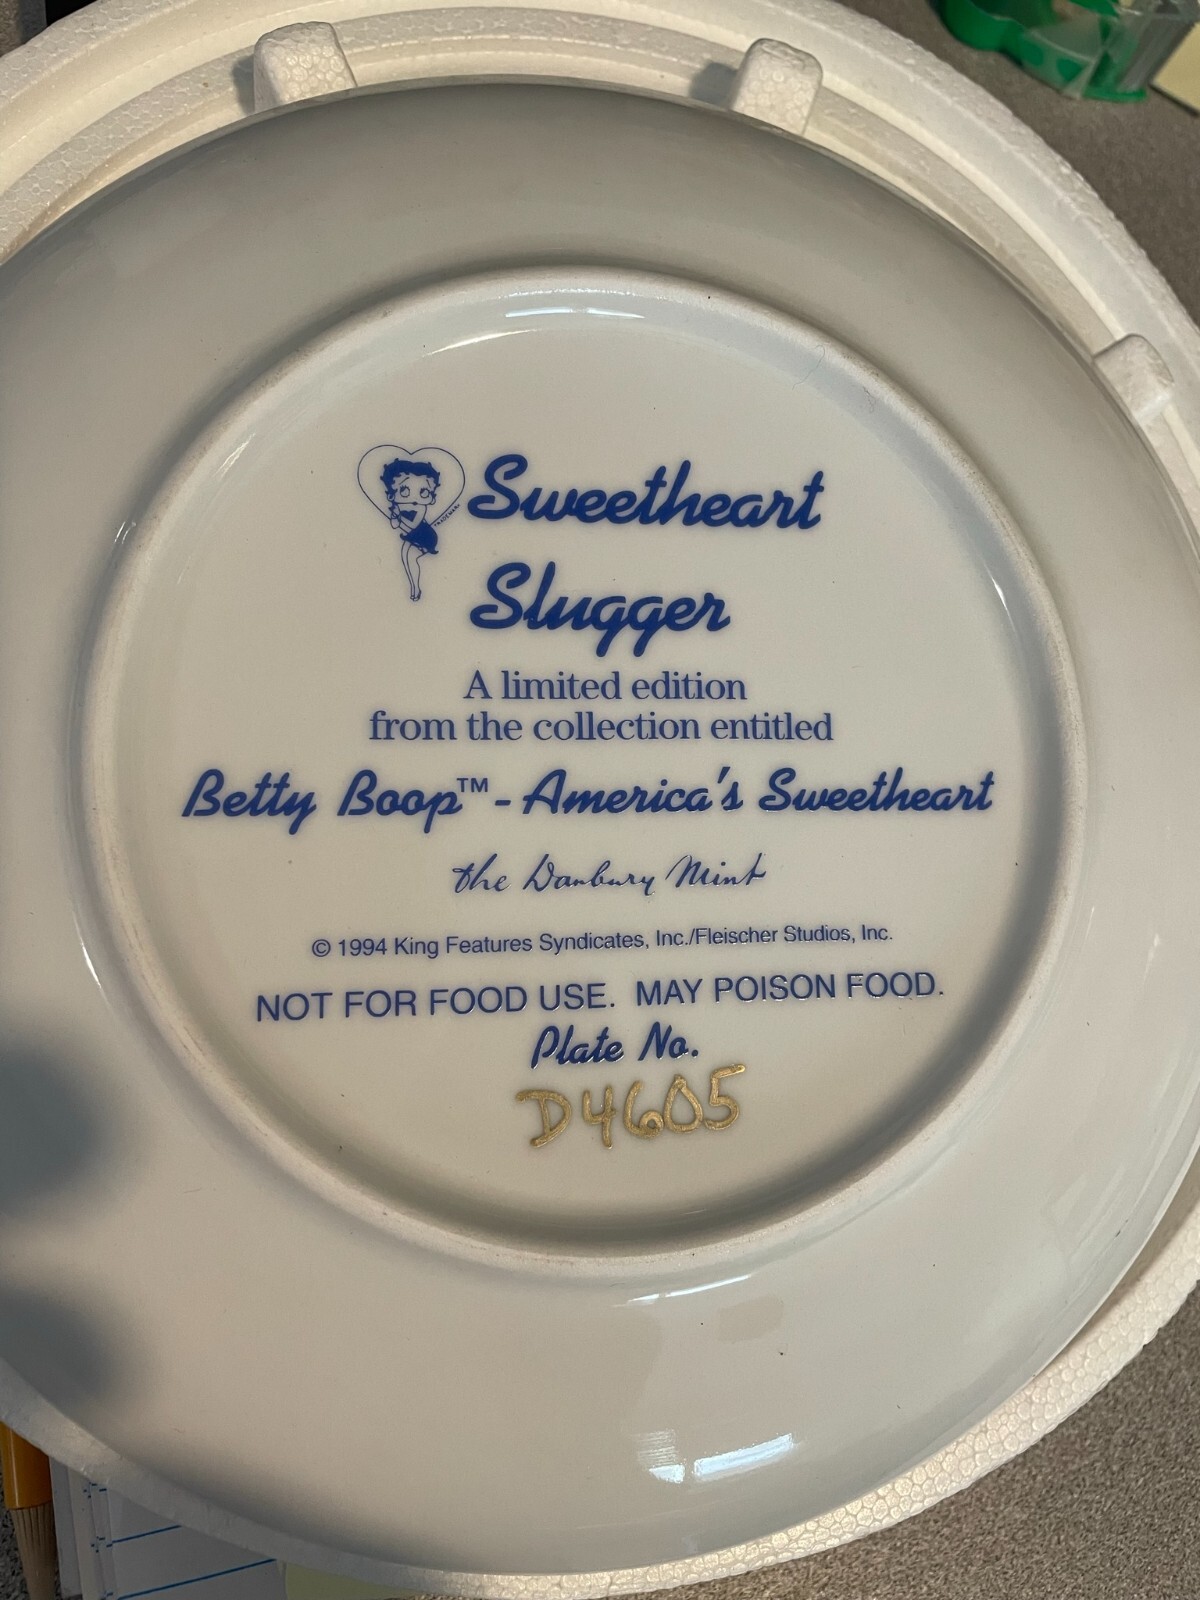 Sweetheart
Slugger
A limited edition
from the collection entitled
Betty Boop™ - America's Sweetheart
the Danbury Mint
© 1994 King Features Syndicates, Inc./Fleischer Studios, Inc.
NOT FOR FOOD USE. MAY POISON FOOD.
Plate No.
D4605